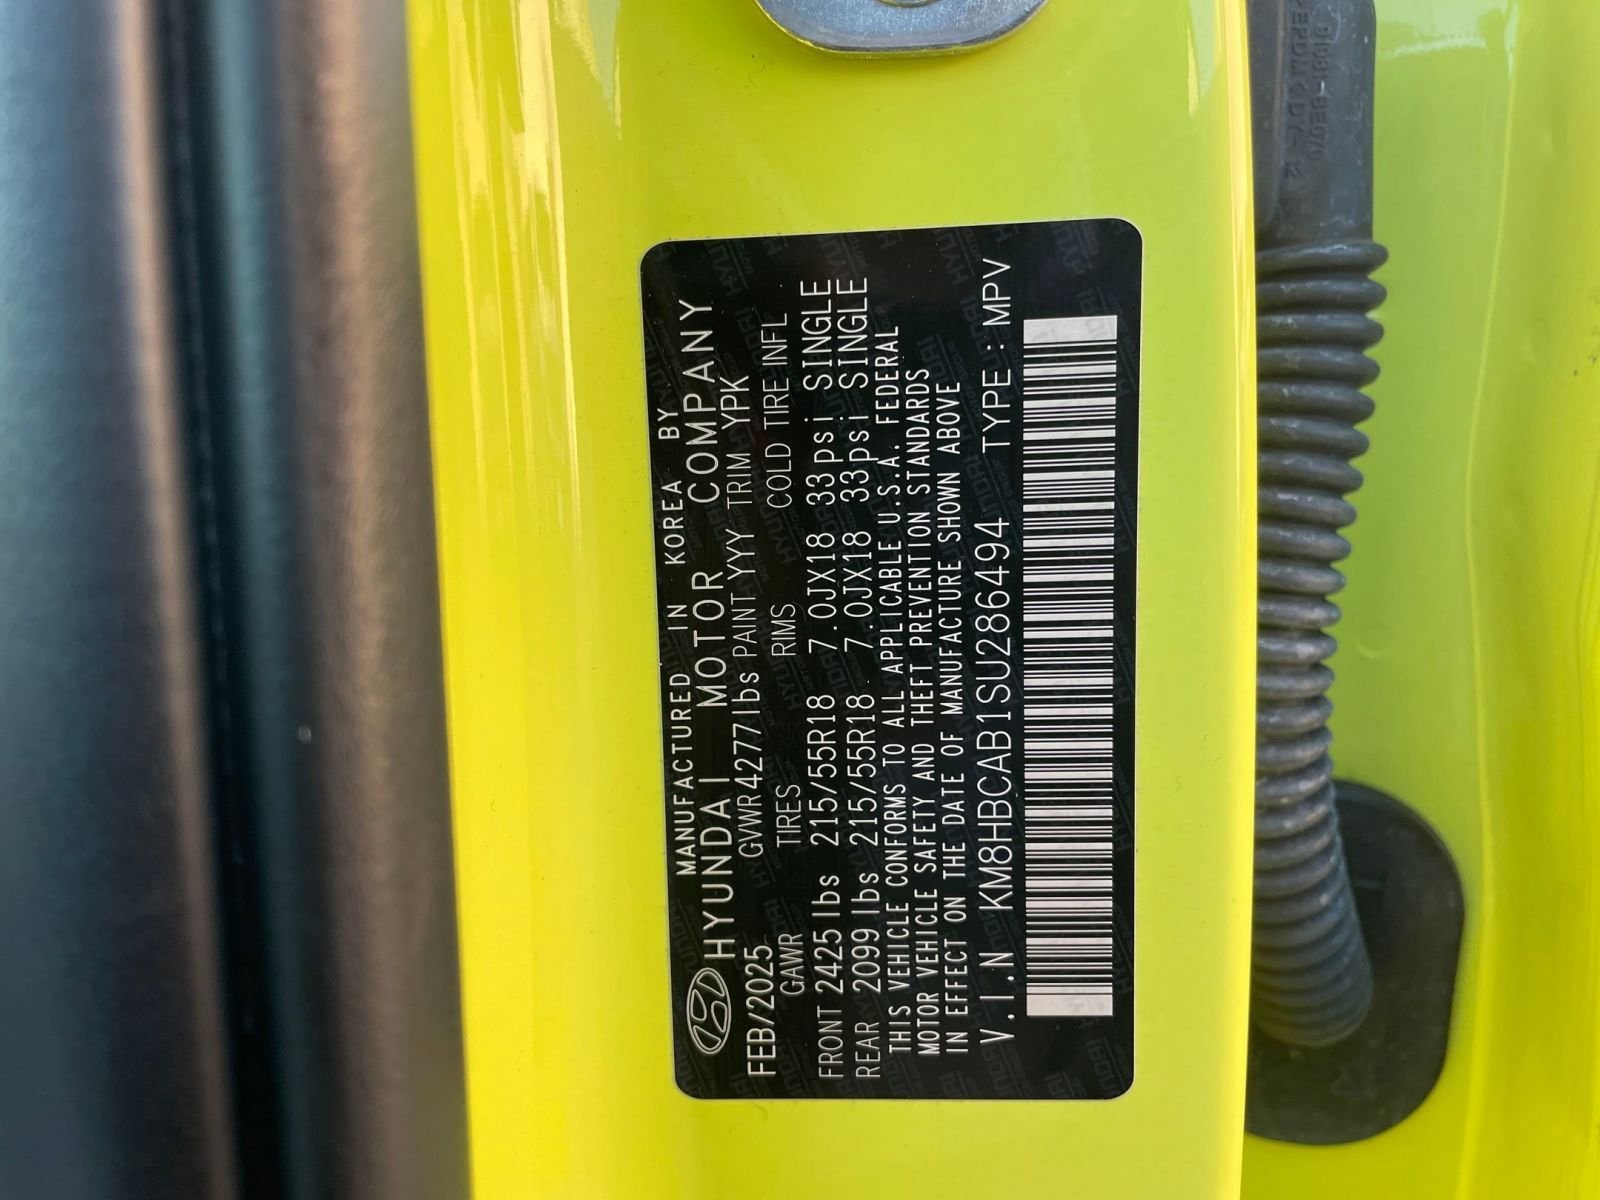 MANUFACTURED IN KOREA BY
HYUNDAI MOTOR COMPANY
FEB/2025 GVWR 4277lbs PAINT YYY TRIM YPK
GAWR TIRES RIMS COLD TIRE INFL
FRONT 2425lbs 215/55R18 7.0JX18 33psi SINGLE
REAR 2099lbs 215/55R18 7.0JX18 33psi SINGLE
THIS VEHICLE CONFORMS TO ALL APPLICABLE U.S.A. FEDERAL
MOTOR VEHICLE SAFETY AND THEFT PREVENTION STANDARDS
IN EFFECT ON THE DATE OF MANUFACTURE SHOWN ABOVE
V.I.N KM8HBCAB1SU286494 TYPE : MPV